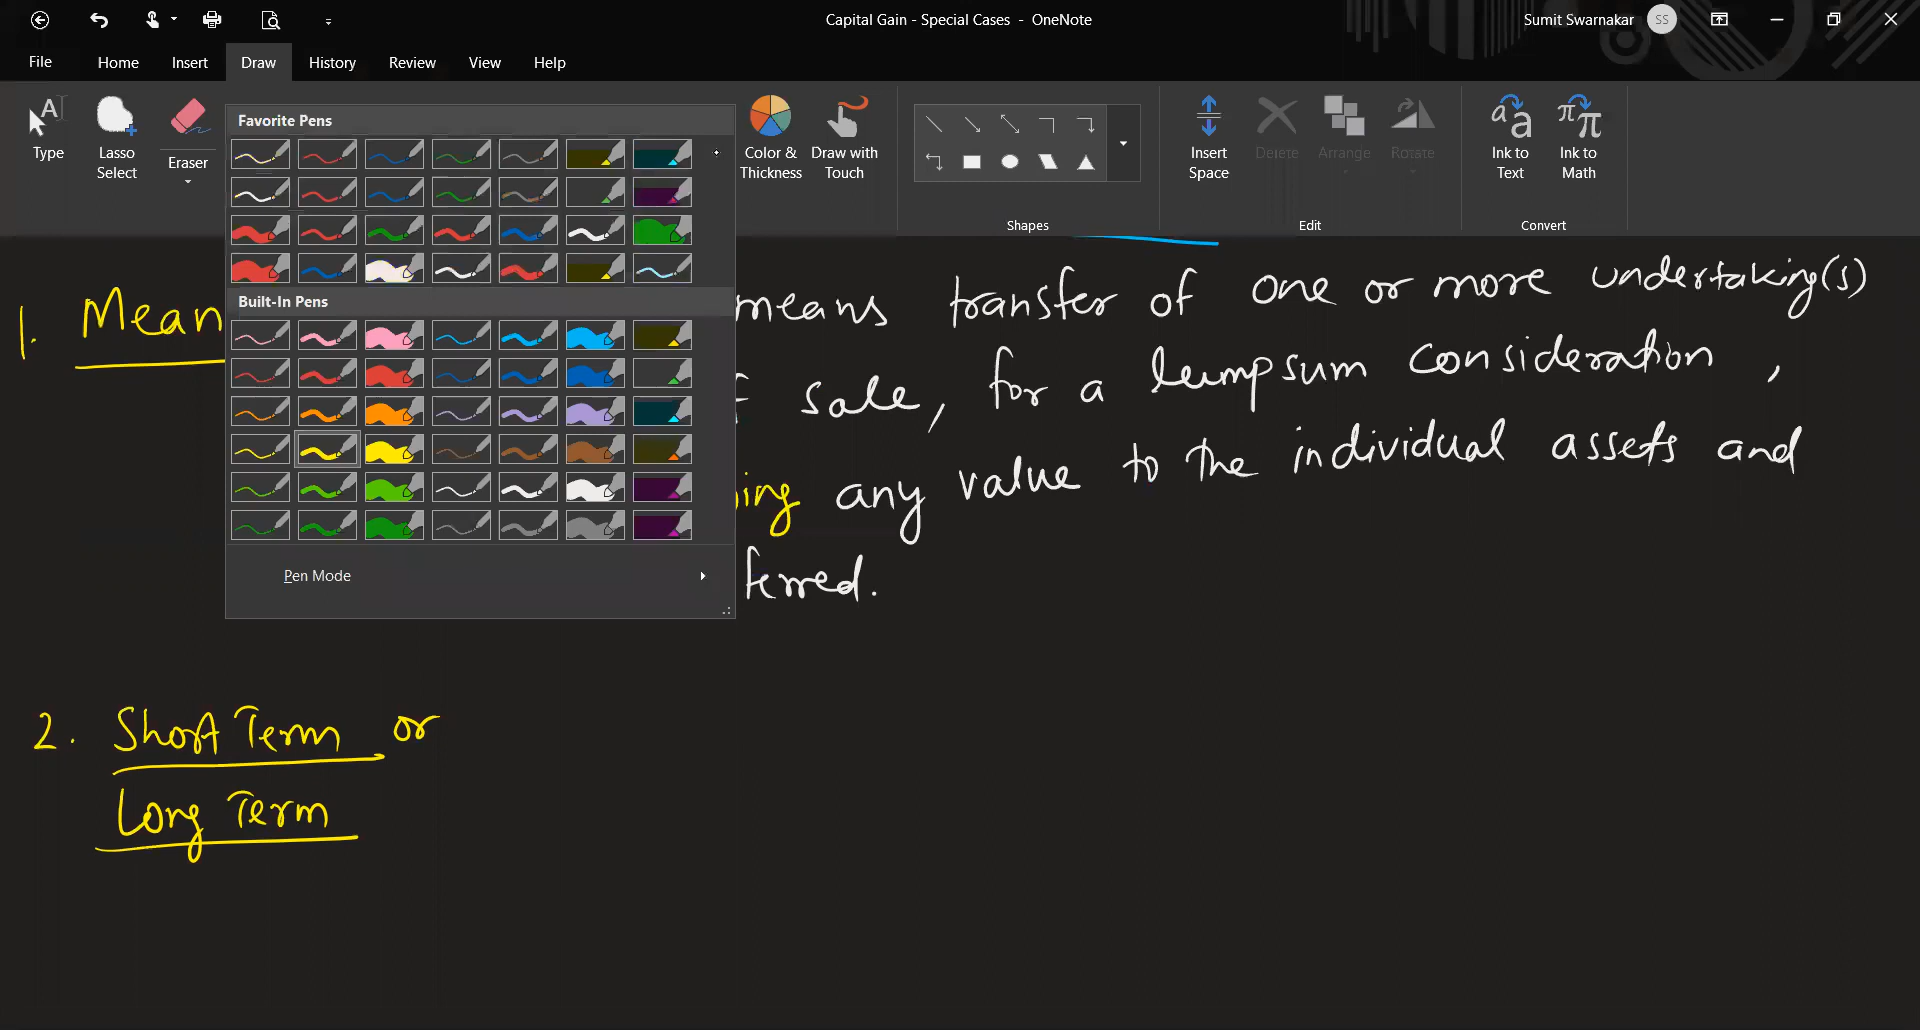 Capital Gain - Special Cases - OneNote
Sumit Swarnakar SS
File Home Insert Draw History Review View Help
Type
Lasso Select
Eraser
Favorite Pens
Built-In Pens
Pen Mode
Color & Thickness
Draw with Touch
Shapes
Insert Space
Delete
Arrange
Rotate
Edit
Ink to Text
Ink to Math
Convert
1. Mean means transfer of one or more undertaking(s)
f sale, for a lumpsum consideration,
ing any value to the individual assets and
ferred.
2. Short Term or
Long Term